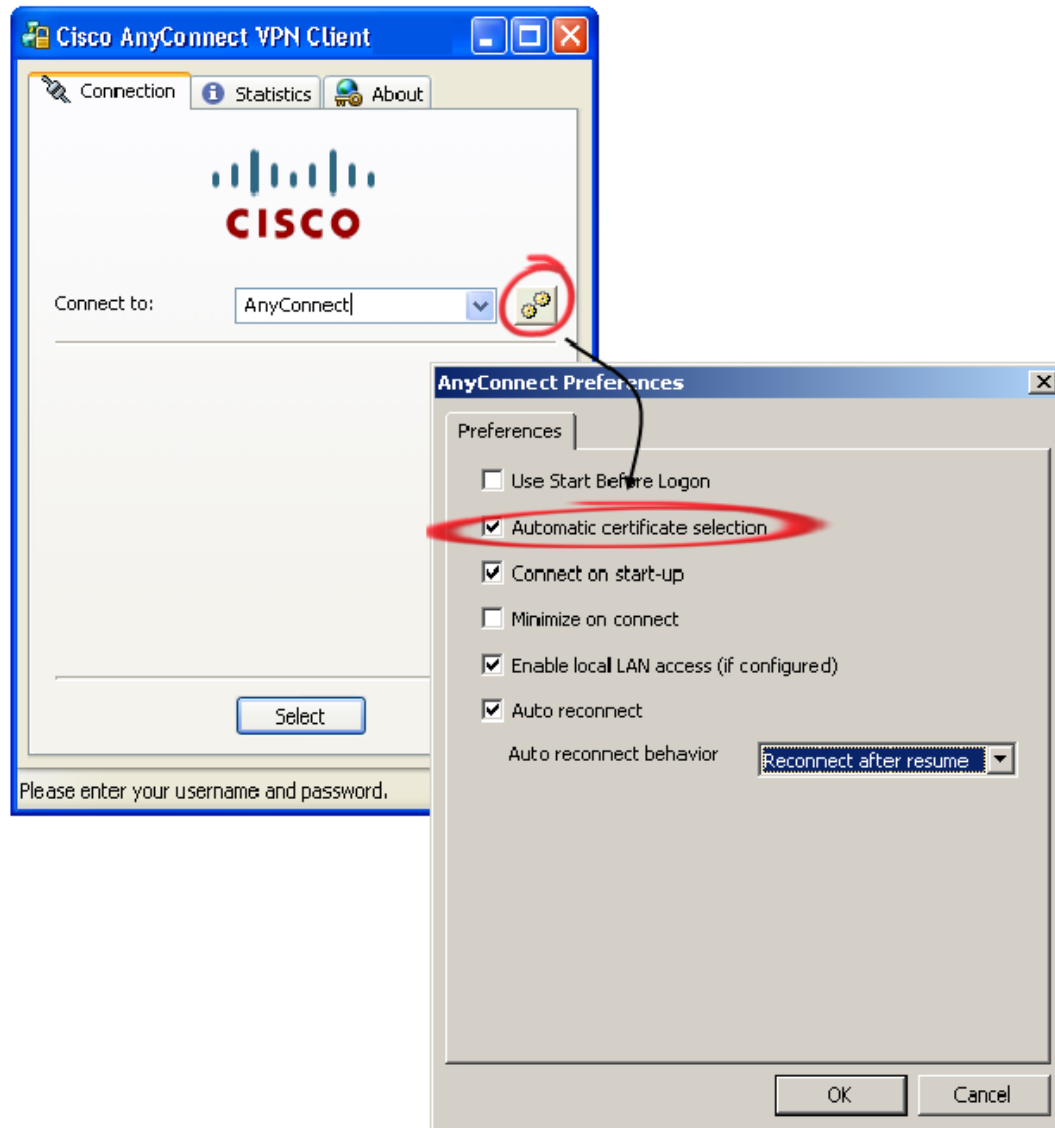 Cisco AnyConnect VPN Client
Connection
Statistics
About
CISCO
Connect to:
AnyConnect
AnyConnect Preferences
Preferences
Use Start Before Logon
Automatic certificate selection
Connect on start-up
Minimize on connect
Enable local LAN access (if configured)
Auto reconnect
Auto reconnect behavior
Reconnect after resume
Select
Please enter your username and password.
OK
Cancel